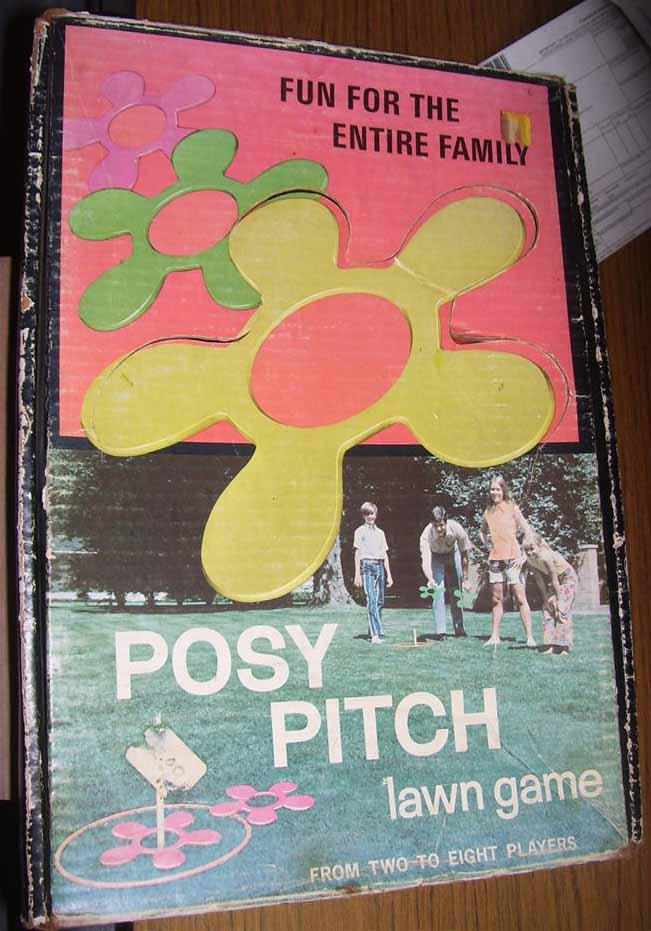 FUN FOR THE
ENTIRE FAMILY
POSY
PITCH
lawn game
FROM TWO TO EIGHT PLAYERS